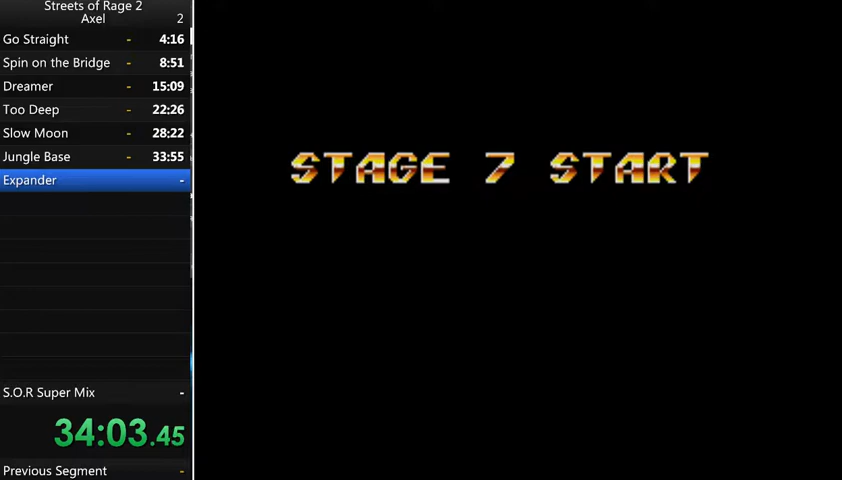 Streets of Rage 2
Axel 2
Go Straight - 4:16
Spin on the Bridge - 8:51
Dreamer - 15:09
Too Deep - 22:26
Slow Moon - 28:22
Jungle Base - 33:55
Expander -
STAGE 7 START
S.O.R Super Mix -
34:03.45
Previous Segment -